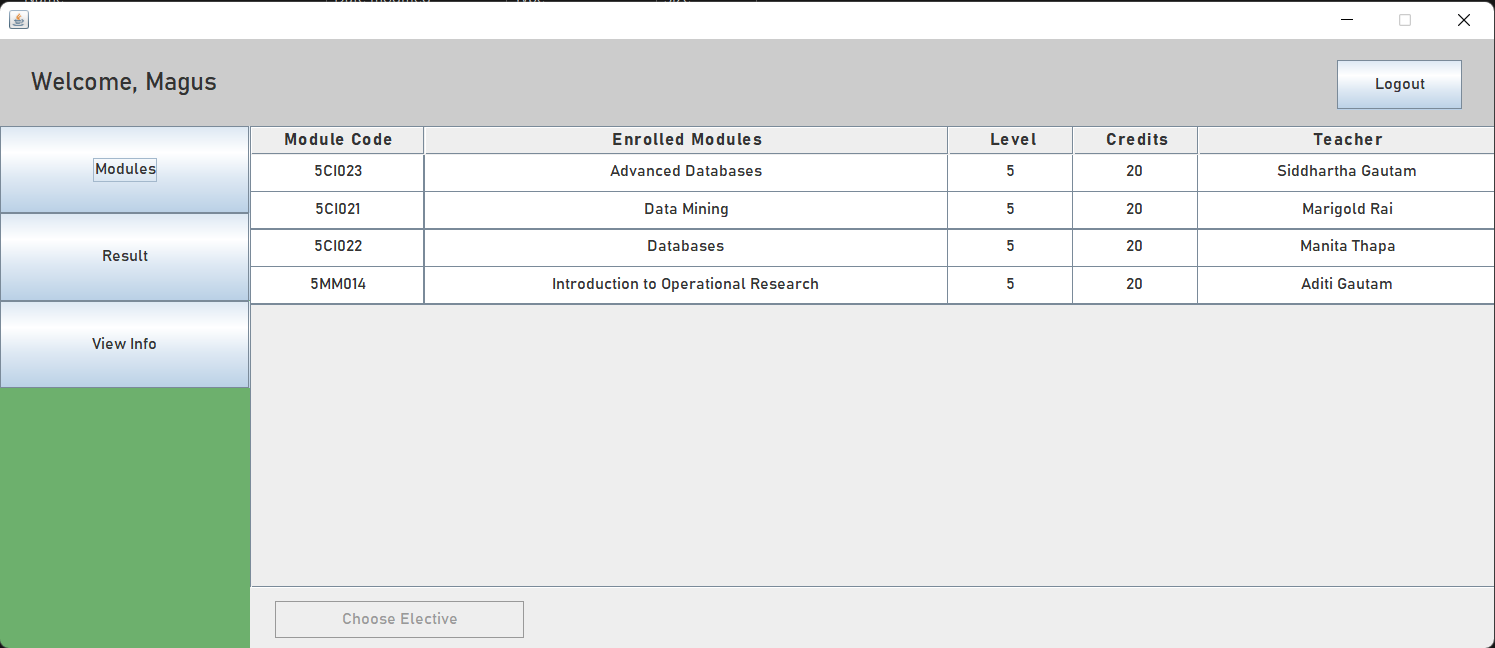 Welcome, Magus
Logout
Modules
Result
View Info
Module Code Enrolled Modules Level Credits Teacher
5CI023 Advanced Databases 5 20 Siddhartha Gautam
5CI021 Data Mining 5 20 Marigold Rai
5CI022 Databases 5 20 Manita Thapa
5MM014 Introduction to Operational Research 5 20 Aditi Gautam
Choose Elective